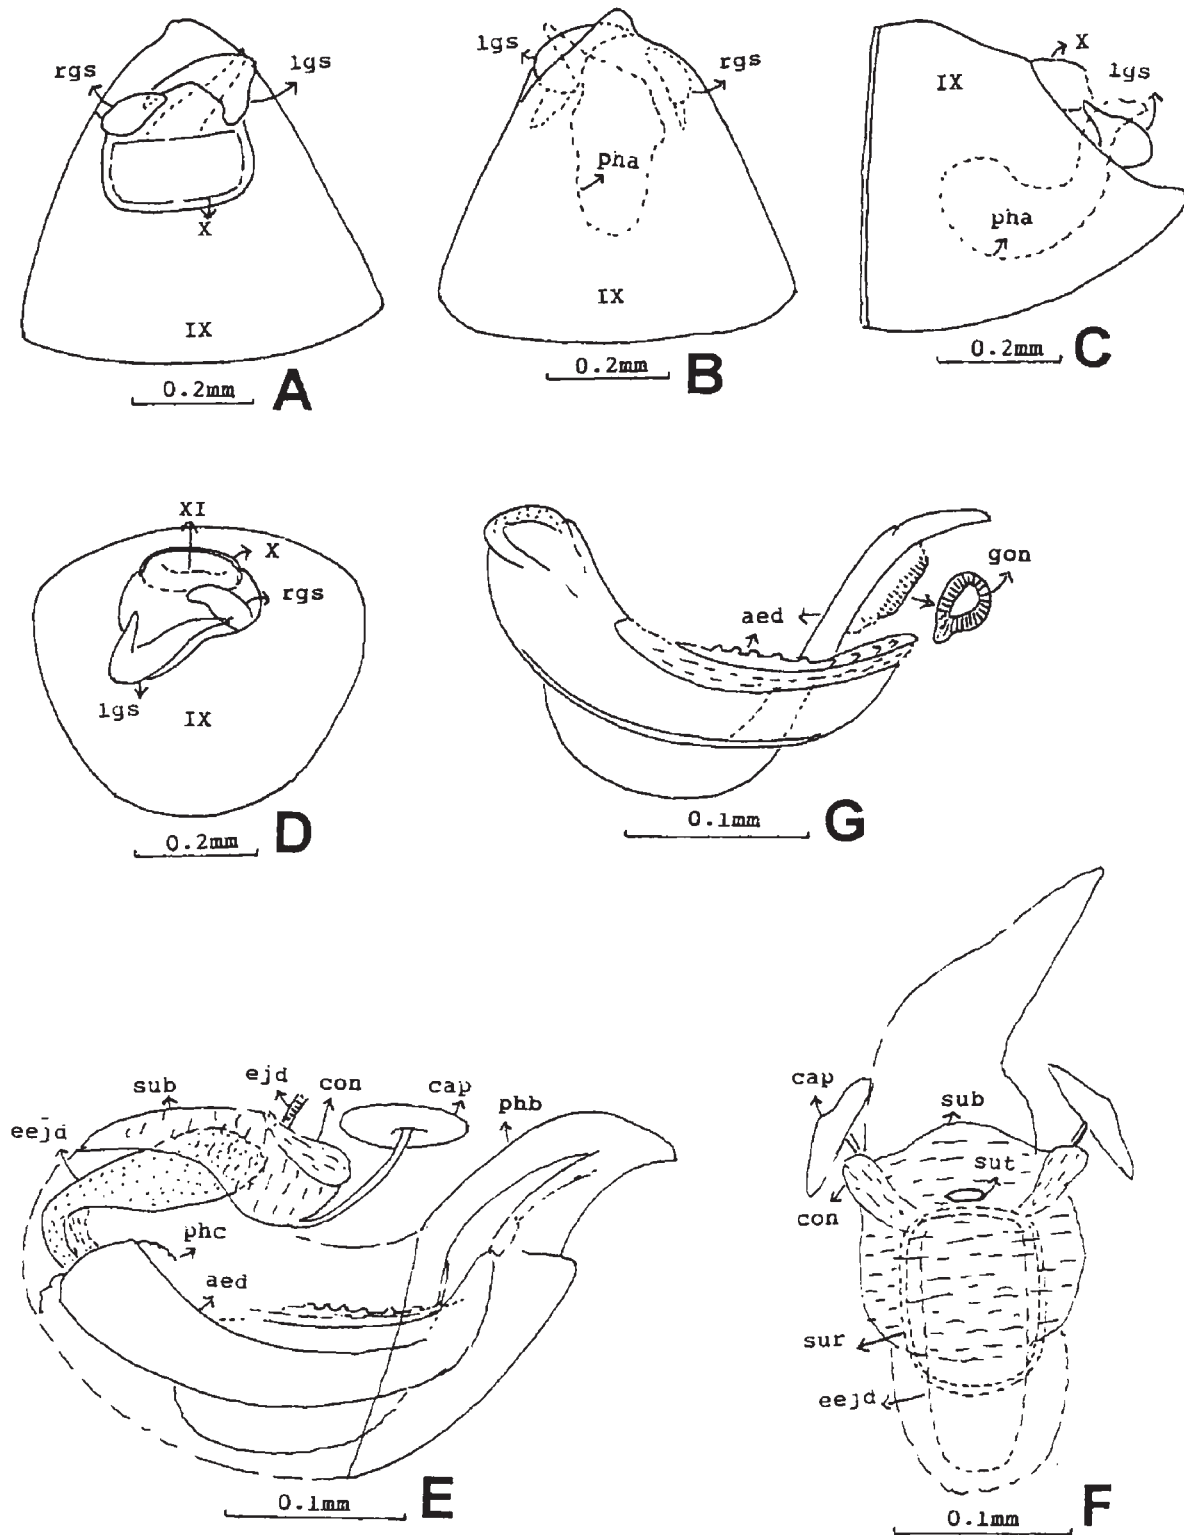 rgs
lgs
X
IX
0.2mm
A
lgs
rgs
pha
IX
0.2mm
B
X
lgs
IX
pha
0.2mm
C
XI
X
rgs
lgs
IX
0.2mm
D
gon
aed
0.1mm
G
sub
ejd
con
cap
phb
eejd
phc
aed
0.1mm
E
cap
sub
sut
con
sur
eejd
0.1mm
F